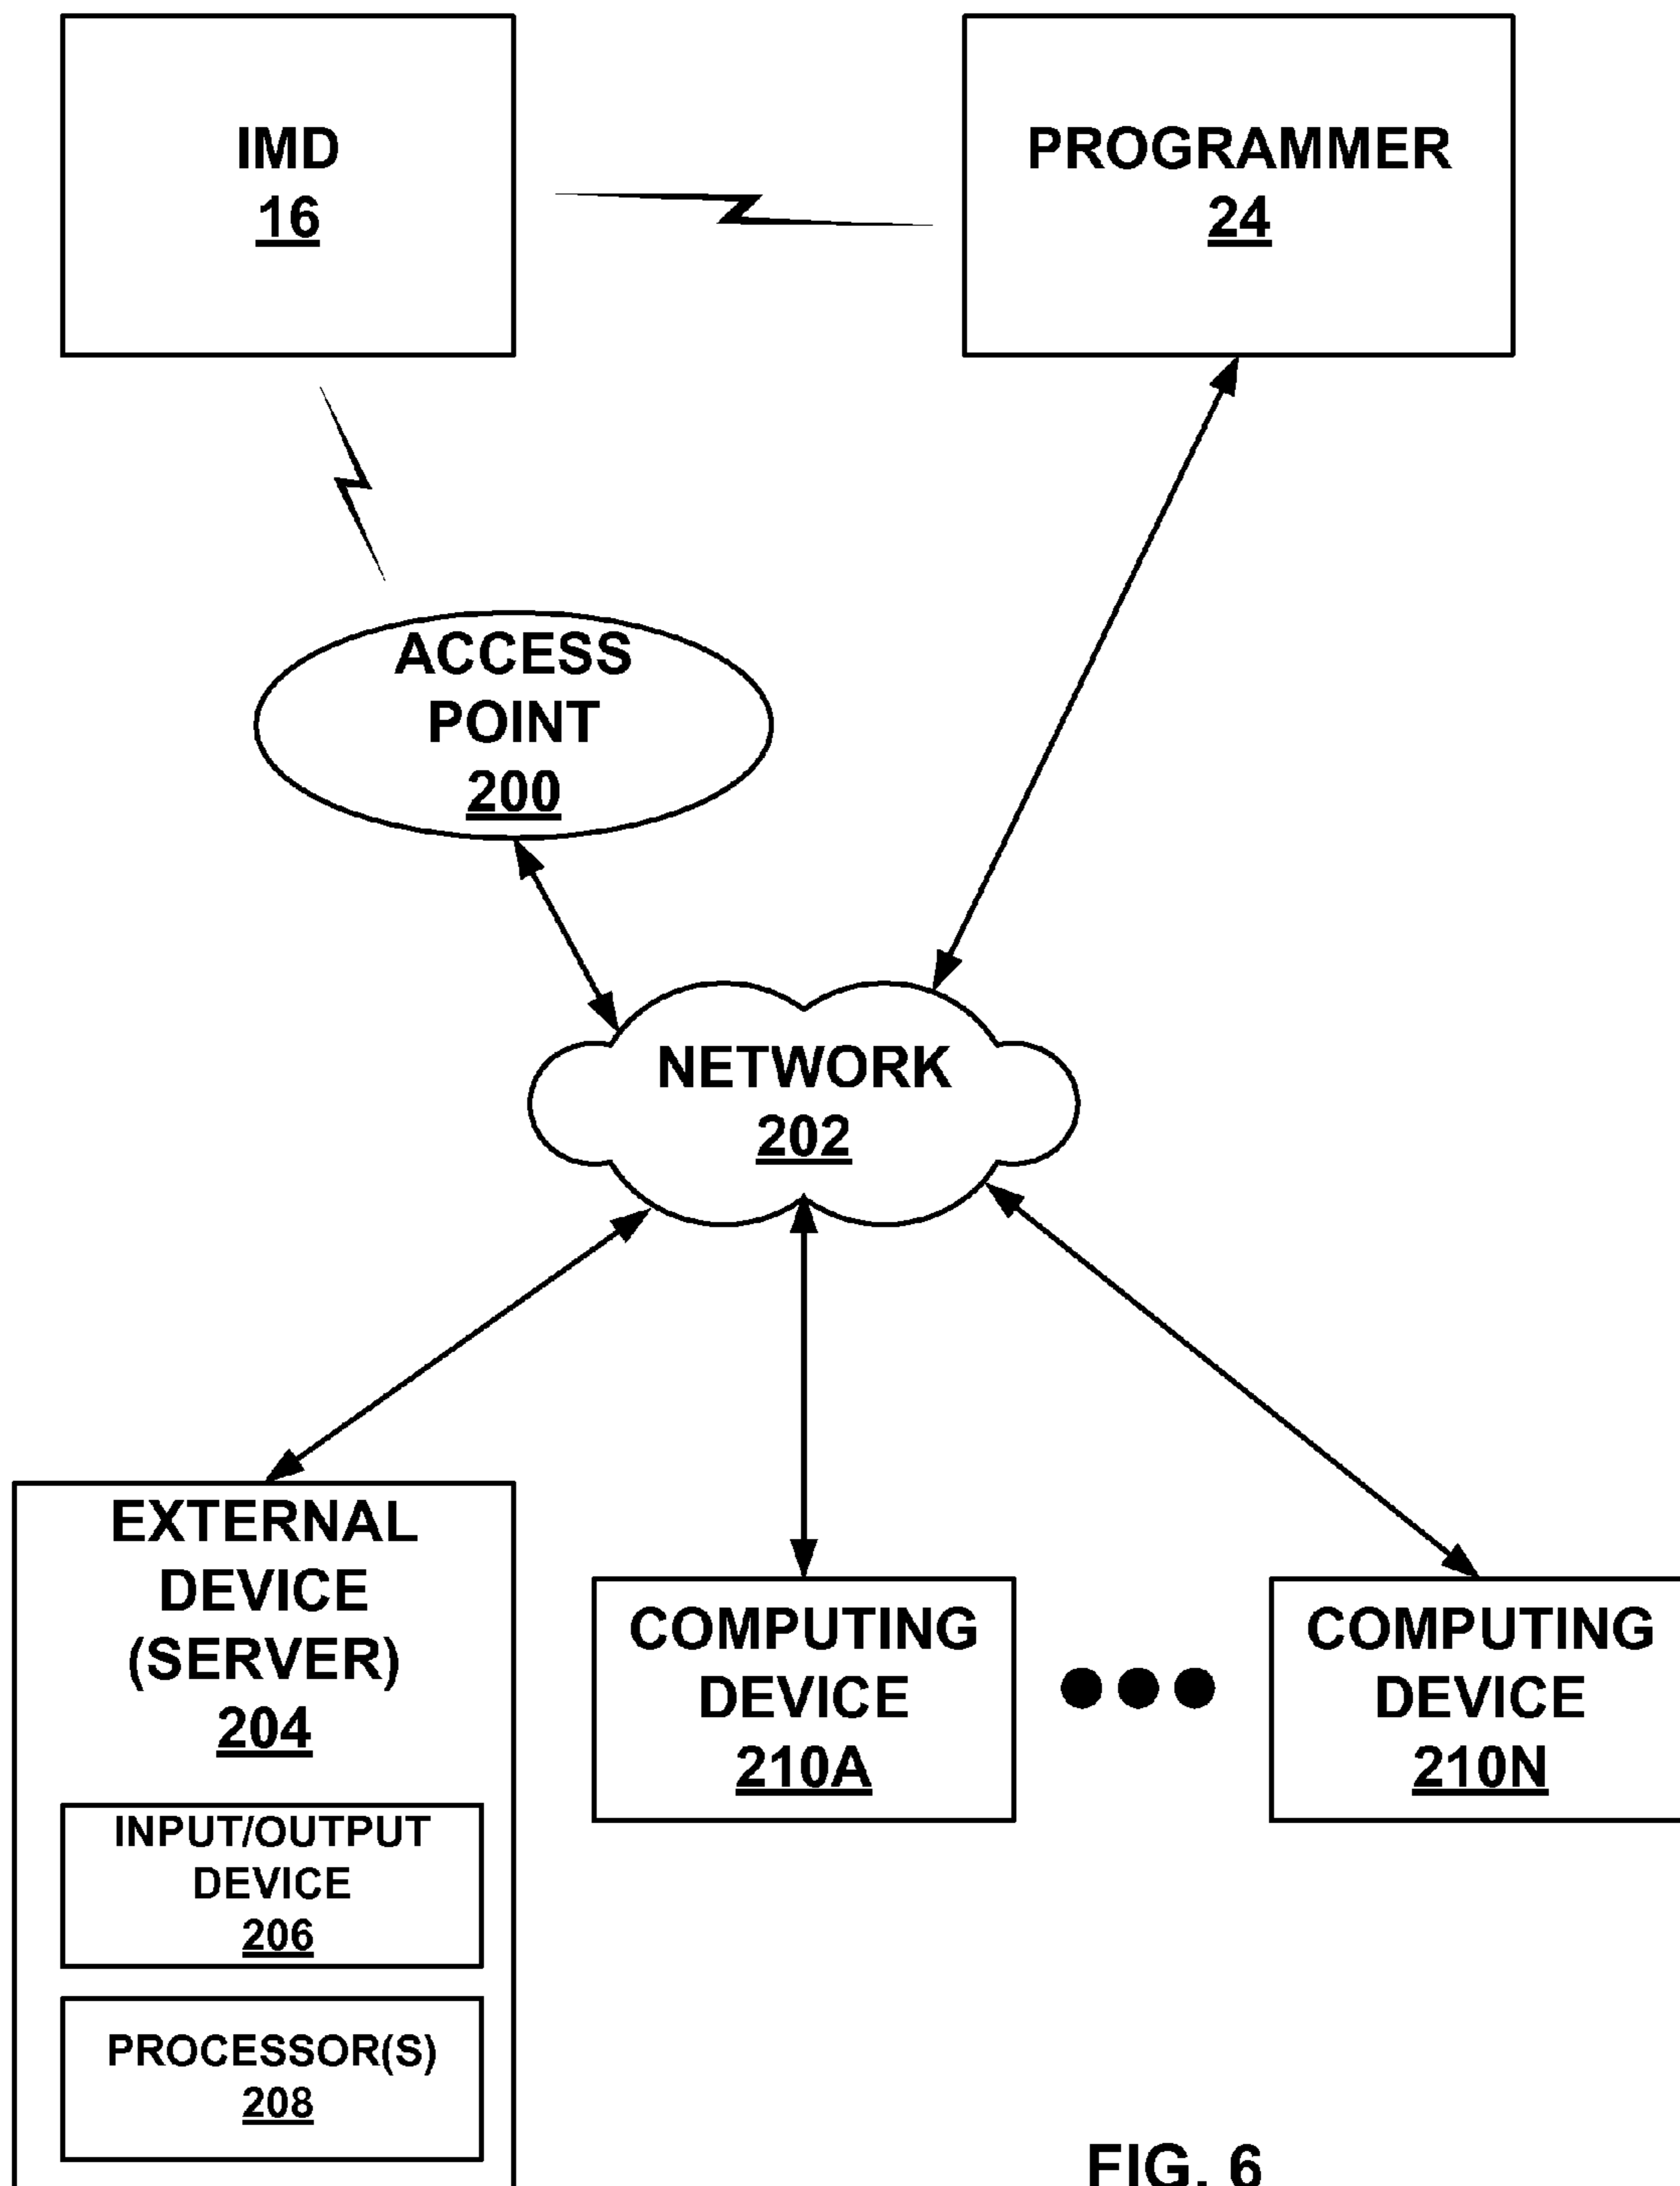 IMD
16
PROGRAMMER
24
ACCESS
POINT
200
NETWORK
202
EXTERNAL
DEVICE
(SERVER)
204
INPUT/OUTPUT
DEVICE
206
PROCESSOR(S)
208
COMPUTING
DEVICE
210A
COMPUTING
DEVICE
210N
FIG. 6